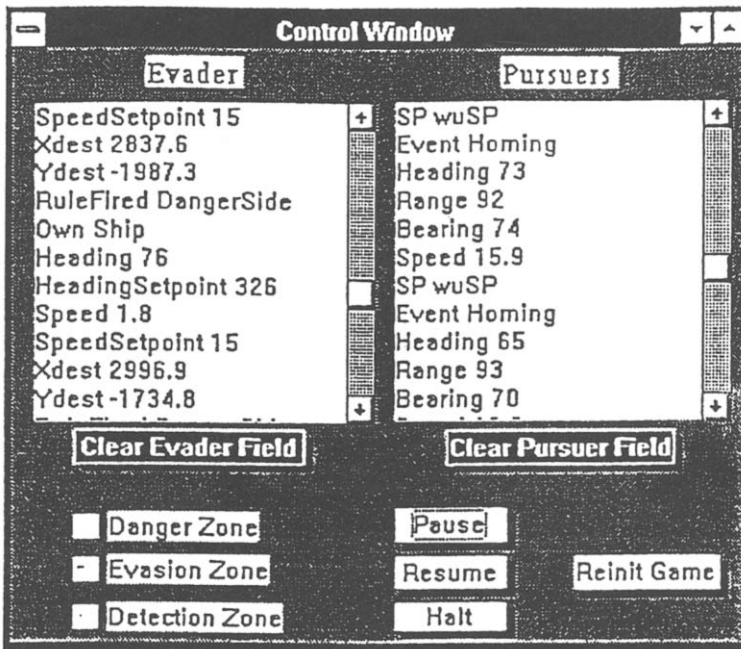 Control Window
Evader
SpeedSetpoint 15
Xdest 2837.6
Ydest -1987.3
RuleFired DangerSide
Own Ship
Heading 76
HeadingSetpoint 326
Speed 1.8
SpeedSetpoint 15
Xdest 2996.9
Ydest -1734.8
Clear Evader Field
Pursuers
SP wuSP
Event Homing
Heading 73
Range 92
Bearing 74
Speed 15.9
SP wuSP
Event Homing
Heading 65
Range 93
Bearing 70
Clear Pursuer Field
Danger Zone
Evasion Zone
Detection Zone
Pause
Resume
Halt
Reinit Game